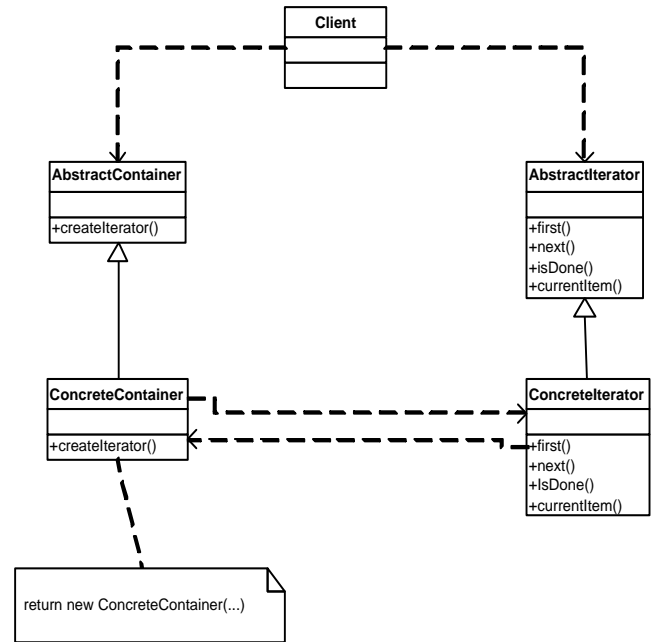 Client
AbstractContainer
+createIterator()
AbstractIterator
+first()
+next()
+isDone()
+currentItem()
ConcreteContainer
+createIterator()
ConcreteIterator
+first()
+next()
+IsDone()
+currentItem()
return new ConcreteContainer(...)